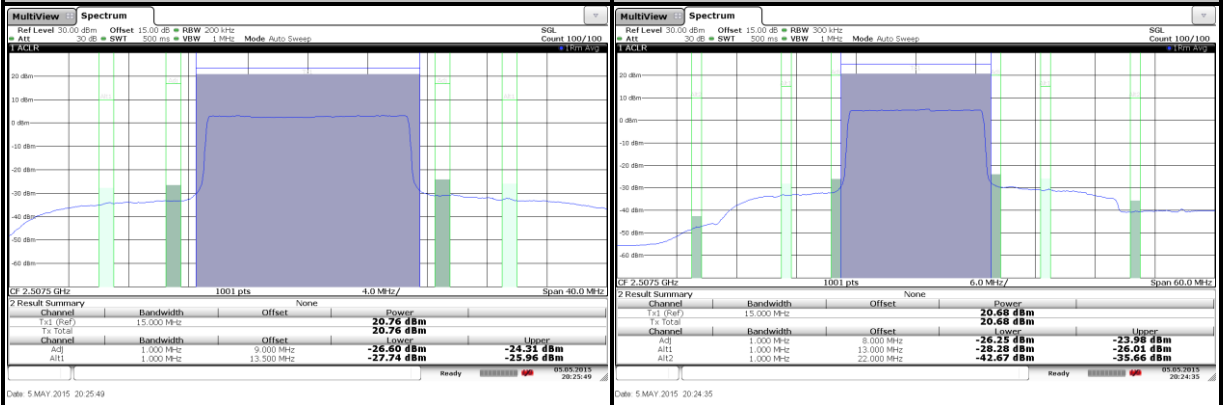 MultiView Spectrum
Ref Level 30.00 dBm Offset 15.00 dB RBW 200 kHz SGL
Att 30 dB SWT 500 ms VBW 1 MHz Mode Auto Sweep Count 100/100
1 ACLR 1Rm Avg
20 dBm
10 dBm
0 dBm
-10 dBm
-20 dBm
-30 dBm
-40 dBm
-50 dBm
-60 dBm
CF 2.5075 GHz 1001 pts 4.0 MHz/ Span 40.0 MHz
2 Result Summary None
Channel Bandwidth Offset Power
Tx1 (Ref) 15.000 MHz 20.76 dBm
Tx Total 20.76 dBm
Channel Bandwidth Offset Lower Upper
Adj 1.000 MHz 9.000 MHz -26.60 dBm -24.31 dBm
Alt1 1.000 MHz 13.500 MHz -27.74 dBm -25.96 dBm
Ready 05.05.2015
20:25:49
Date: 5.MAY.2015 20:25:49
MultiView Spectrum
Ref Level 30.00 dBm Offset 15.00 dB RBW 300 kHz SGL
Att 30 dB SWT 500 ms VBW 1 MHz Mode Auto Sweep Count 100/100
1 ACLR 1Rm Avg
20 dBm
10 dBm
0 dBm
-10 dBm
-20 dBm
-30 dBm
-40 dBm
-50 dBm
-60 dBm
CF 2.5075 GHz 1001 pts 6.0 MHz/ Span 60.0 MHz
2 Result Summary None
Channel Bandwidth Offset Power
Tx1 (Ref) 15.000 MHz 20.68 dBm
Tx Total 20.68 dBm
Channel Bandwidth Offset Lower Upper
Adj 1.000 MHz 8.000 MHz -26.25 dBm -23.98 dBm
Alt1 1.000 MHz 13.000 MHz -28.28 dBm -26.01 dBm
Alt2 1.000 MHz 22.000 MHz -42.67 dBm -35.66 dBm
Ready 05.05.2015
20:24:35
Date: 5.MAY.2015 20:24:35